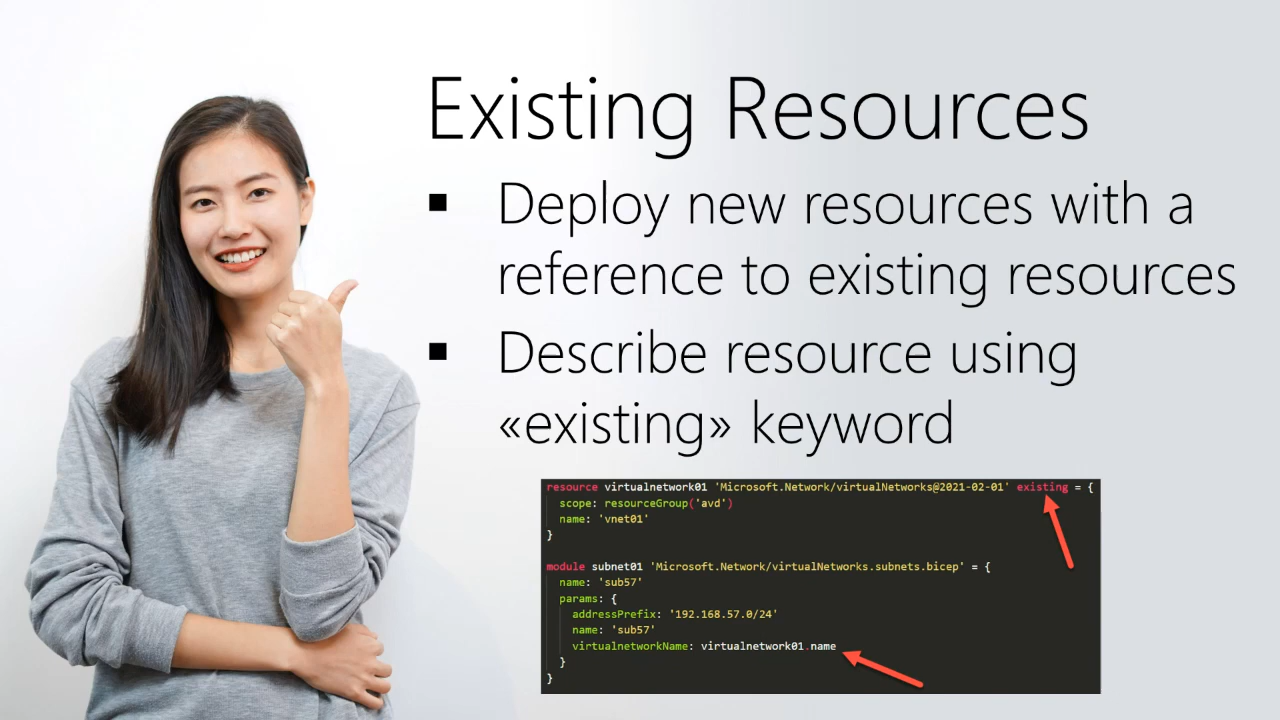 Existing Resources
▪ Deploy new resources with a
reference to existing resources
▪ Describe resource using
«existing» keyword
resource virtualnetwork01 'Microsoft.Network/virtualNetworks@2021-02-01' existing = {
  scope: resourceGroup('avd')
  name: 'vnet01'
}
module subnet01 'Microsoft.Network/virtualNetworks.subnets.bicep' = {
  name: 'sub57'
  params: {
    addressPrefix: '192.168.57.0/24'
    name: 'sub57'
    virtualnetworkName: virtualnetwork01.name
  }
}